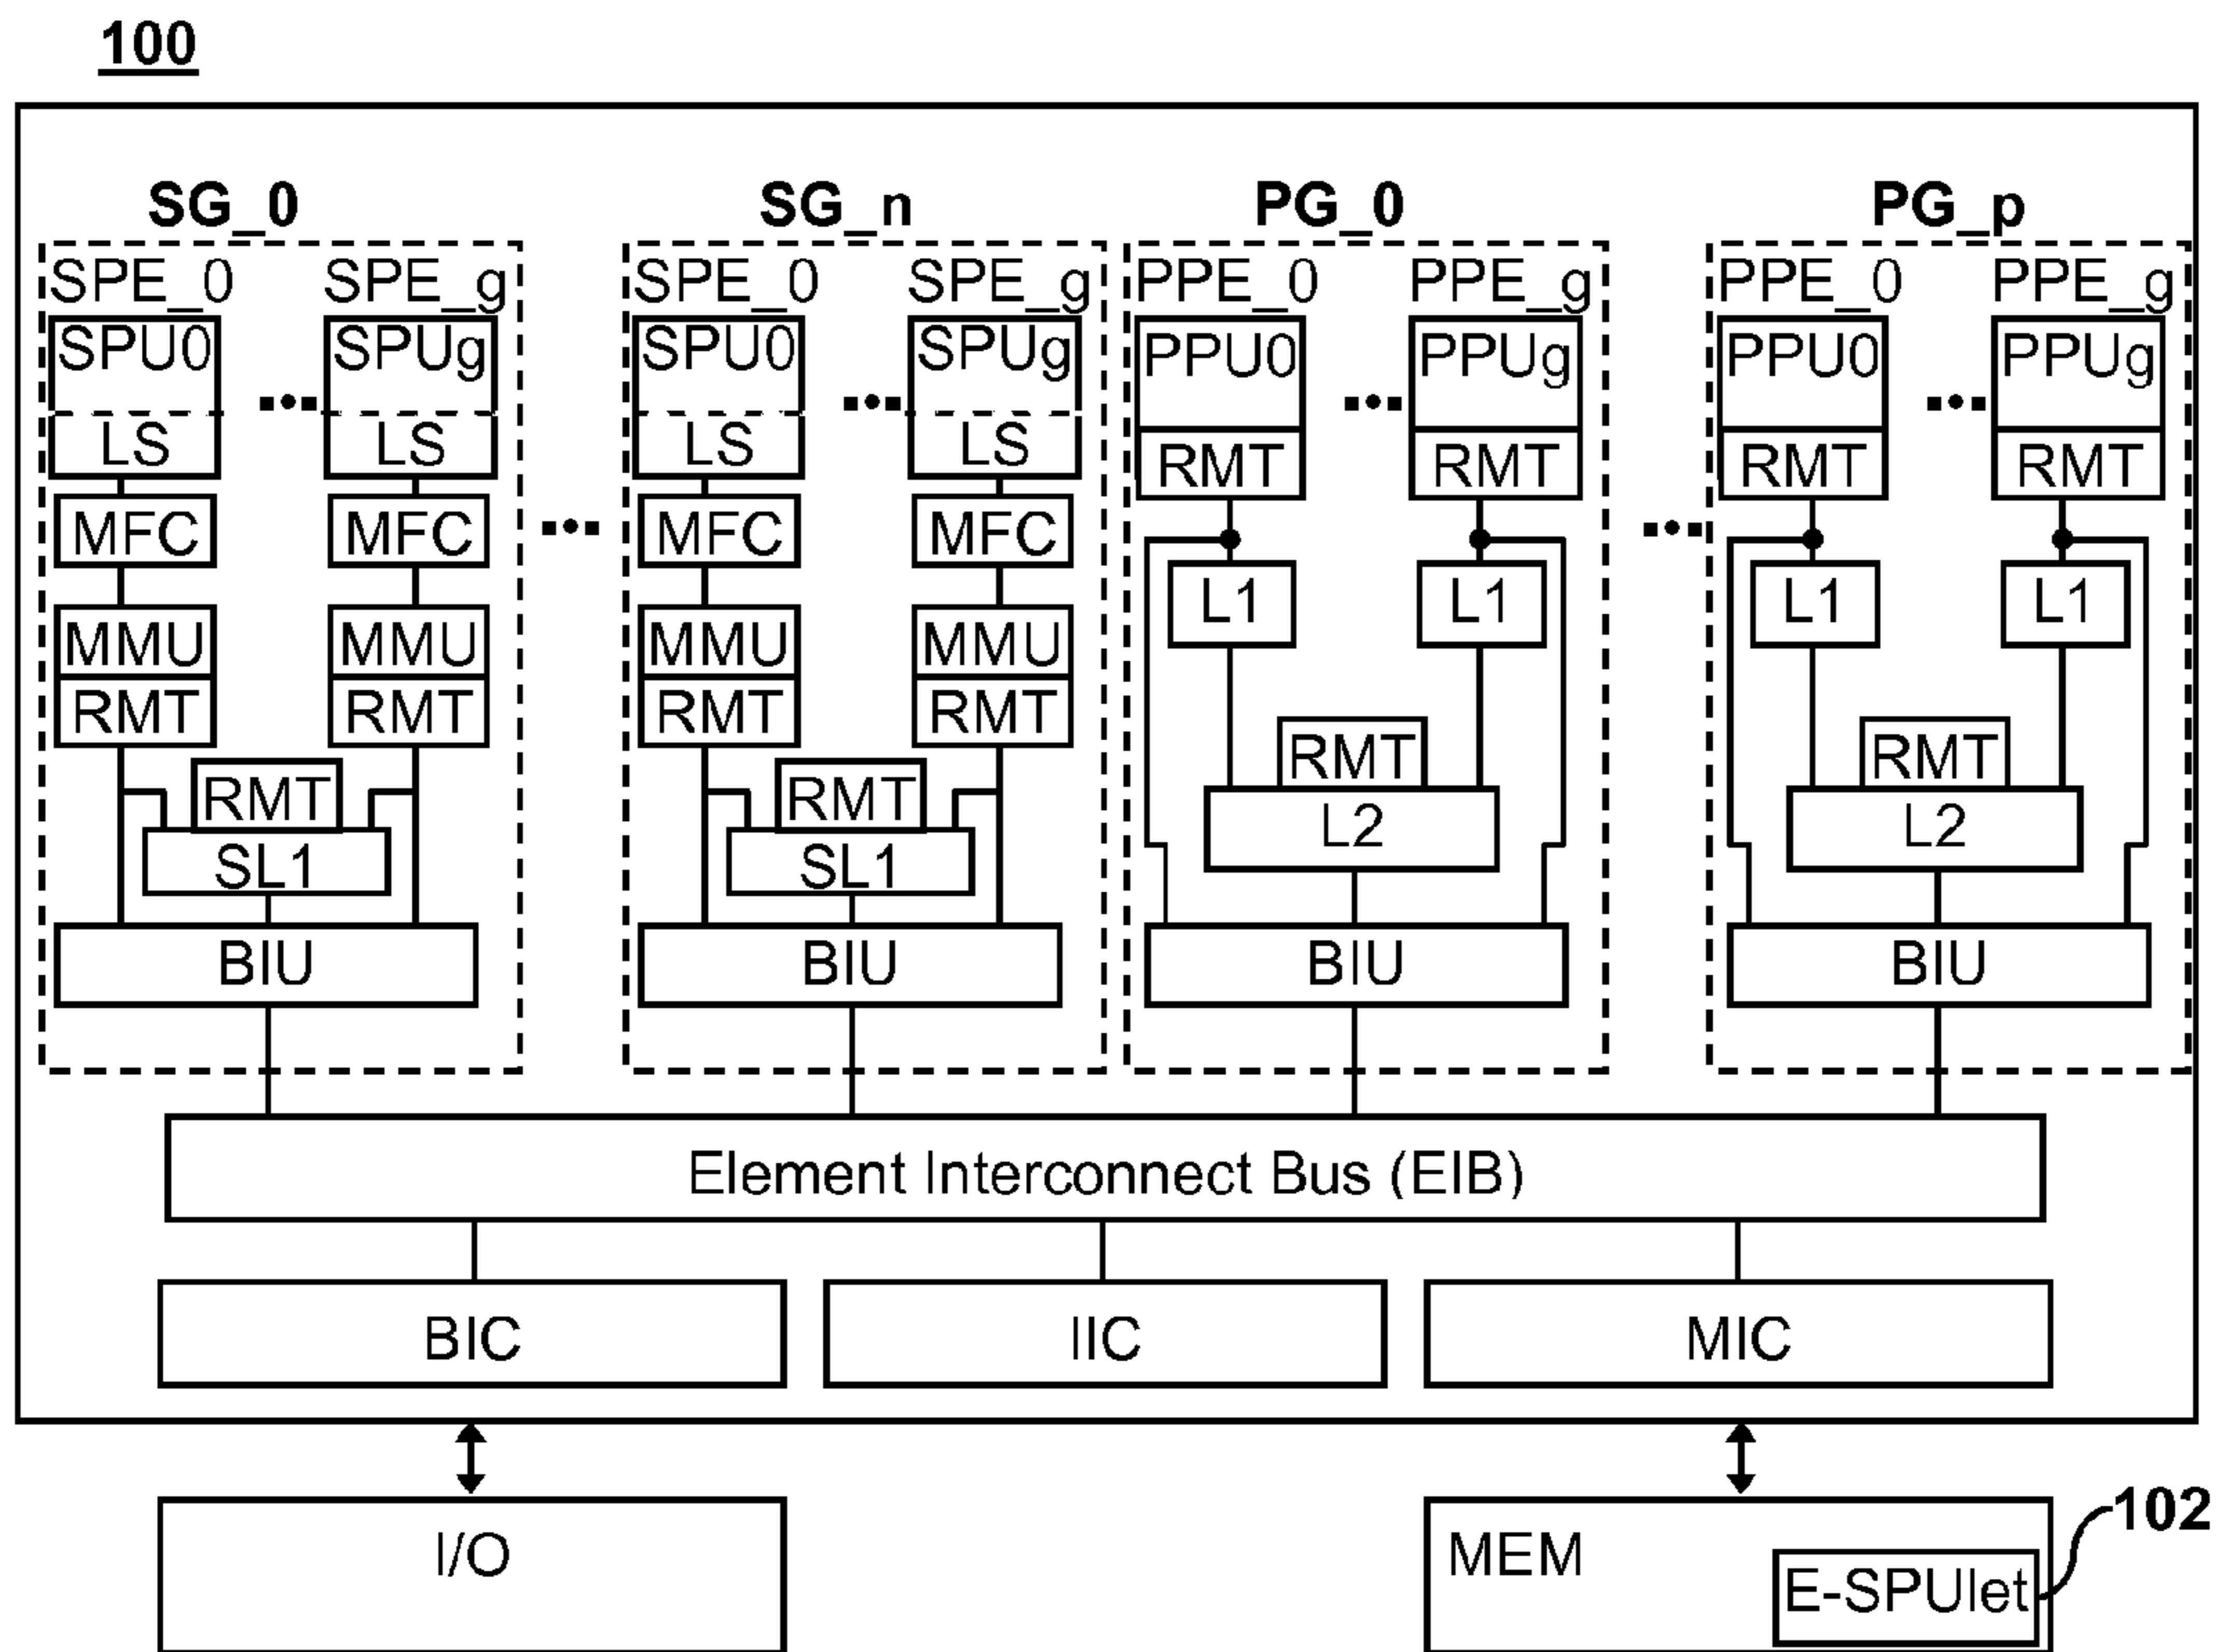 100
SG_0 SG_n PG_0 PG_p
SPE_0 SPE_g SPE_0 SPE_g PPE_0 PPE_g PPE_0 PPE_g
SPU0 SPUg SPU0 SPUg PPU0 PPUg PPU0 PPUg
LS LS LS LS RMT RMT RMT RMT
MFC MFC MFC MFC
L1 L1 L1 L1
MMU MMU MMU MMU
RMT RMT RMT RMT
RMT RMT
RMT RMT
SL1 SL1 L2 L2
BIU BIU BIU BIU
Element Interconnect Bus (EIB)
BIC IIC MIC
102
I/O MEM
E-SPUlet